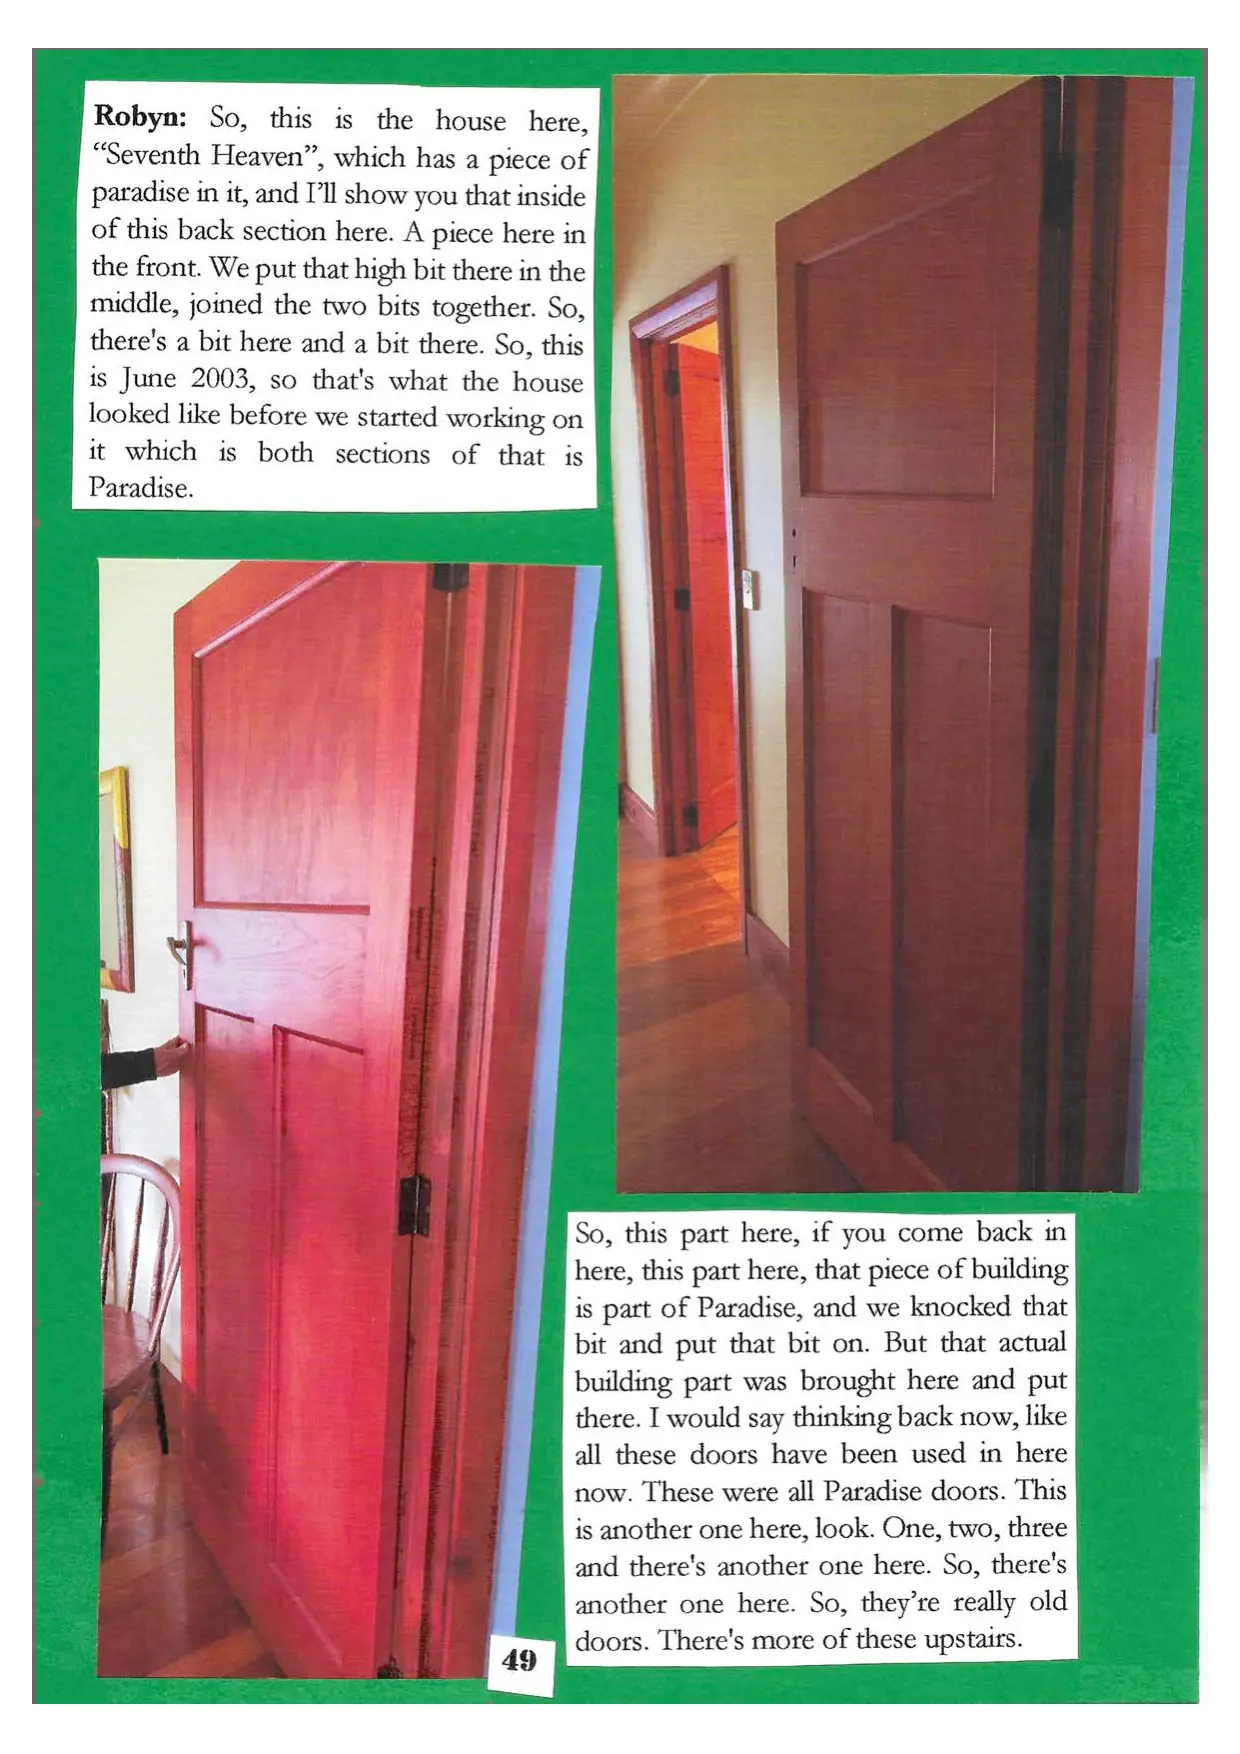 Robyn: So, this is the house here,
“Seventh Heaven”, which has a piece of
paradise in it, and I’ll show you that inside
of this back section here. A piece here in
the front. We put that high bit there in the
middle, joined the two bits together. So,
there's a bit here and a bit there. So, this
is June 2003, so that's what the house
looked like before we started working on
it which is both sections of that is
Paradise.
So, this part here, if you come back in
here, this part here, that piece of building
is part of Paradise, and we knocked that
bit and put that bit on. But that actual
building part was brought here and put
there. I would say thinking back now, like
all these doors have been used in here
now. These were all Paradise doors. This
is another one here, look. One, two, three
and there's another one here. So, there's
another one here. So, they’re really old
doors. There's more of these upstairs.
49